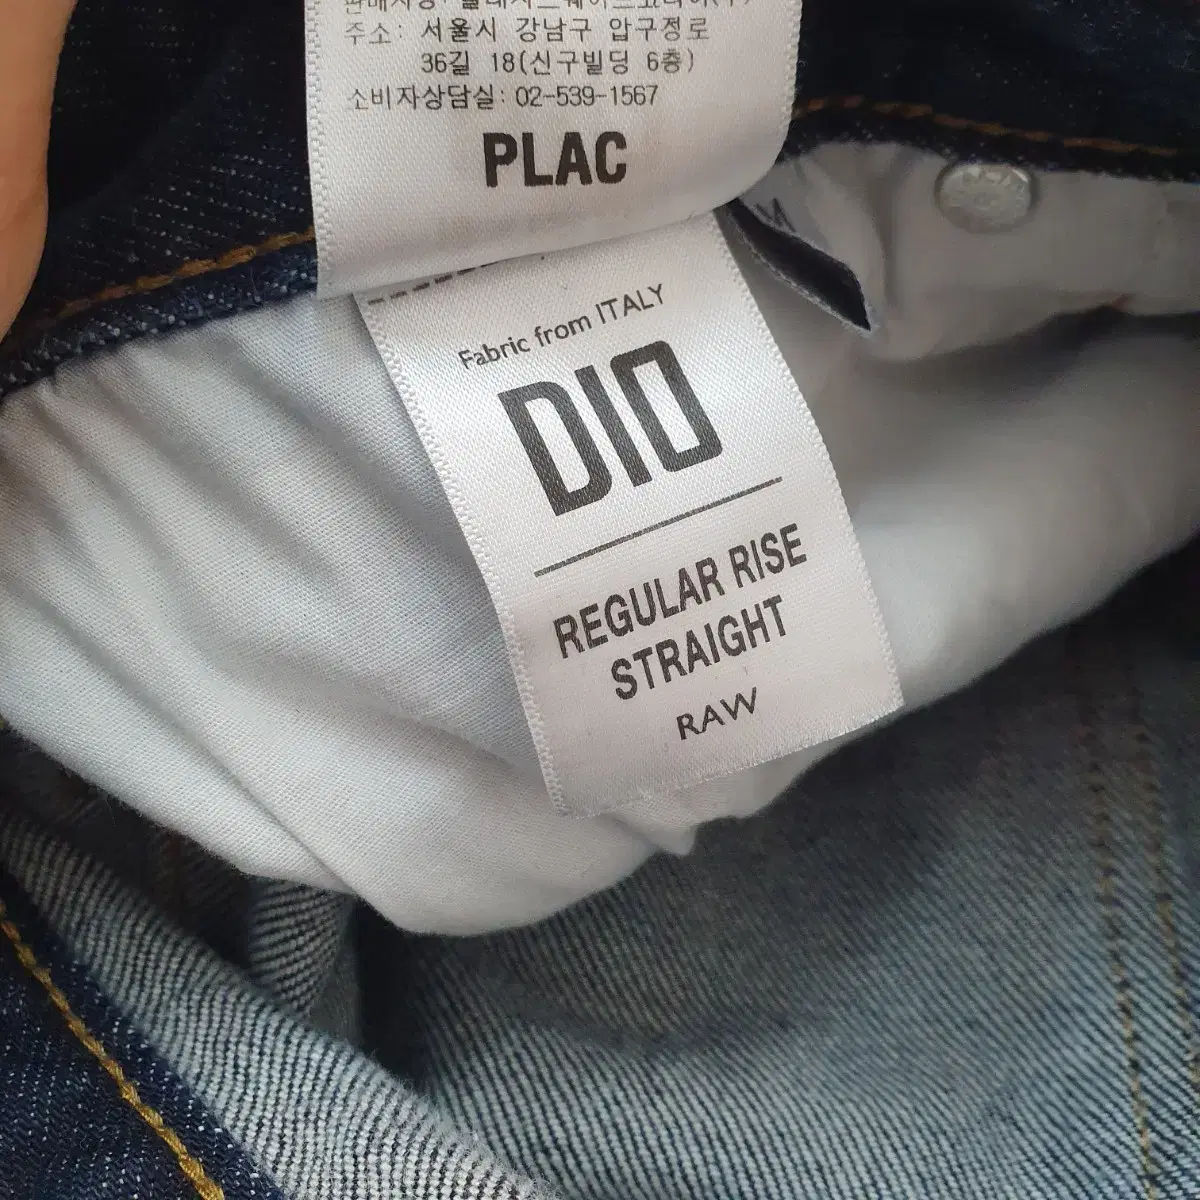 주소: 서울시 강남구 압구정로
36길 18(신구빌딩 6층)
소비자상담실: 02-539-1567
PLAC
Fabric from ITALY
DIO
REGULAR RISE
STRAIGHT
RAW
M